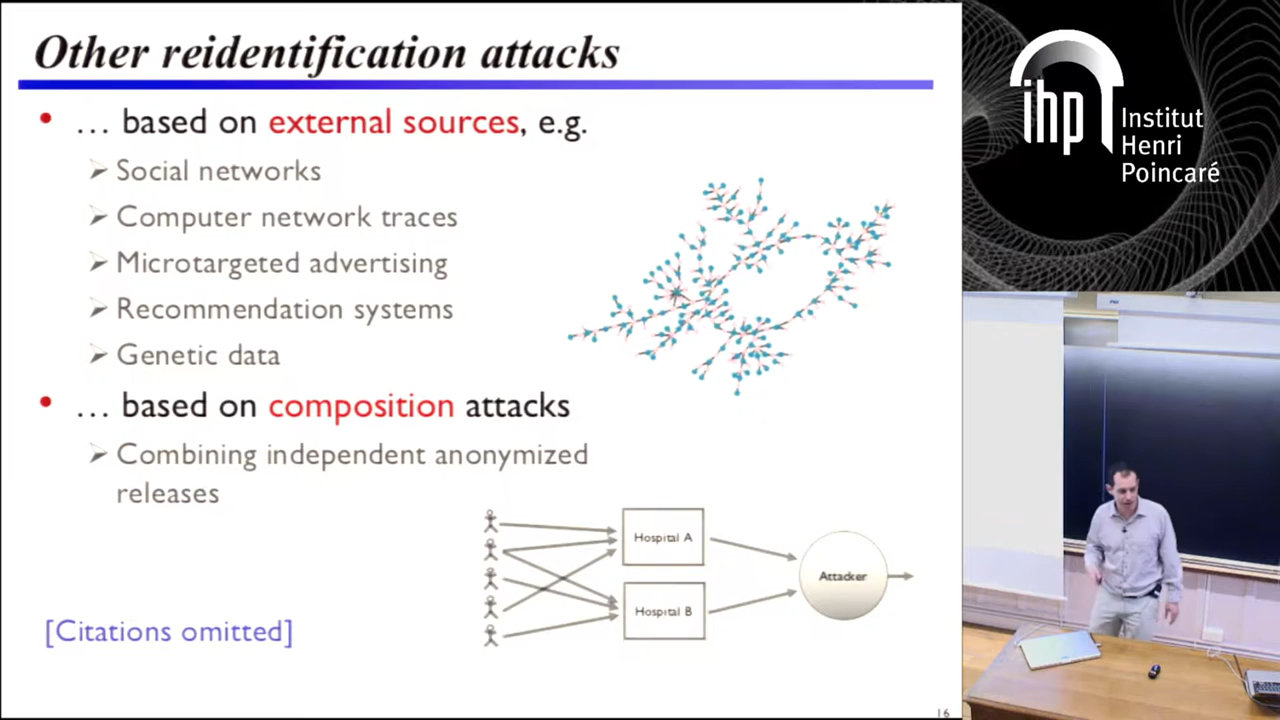 Other reidentification attacks
• … based on external sources, e.g.
➢ Social networks
➢ Computer network traces
➢ Microtargeted advertising
➢ Recommendation systems
➢ Genetic data
• … based on composition attacks
➢ Combining independent anonymized
releases
Hospital A
Attacker
Hospital B
[Citations omitted]
16
ihp
Institut
Henri
Poincaré